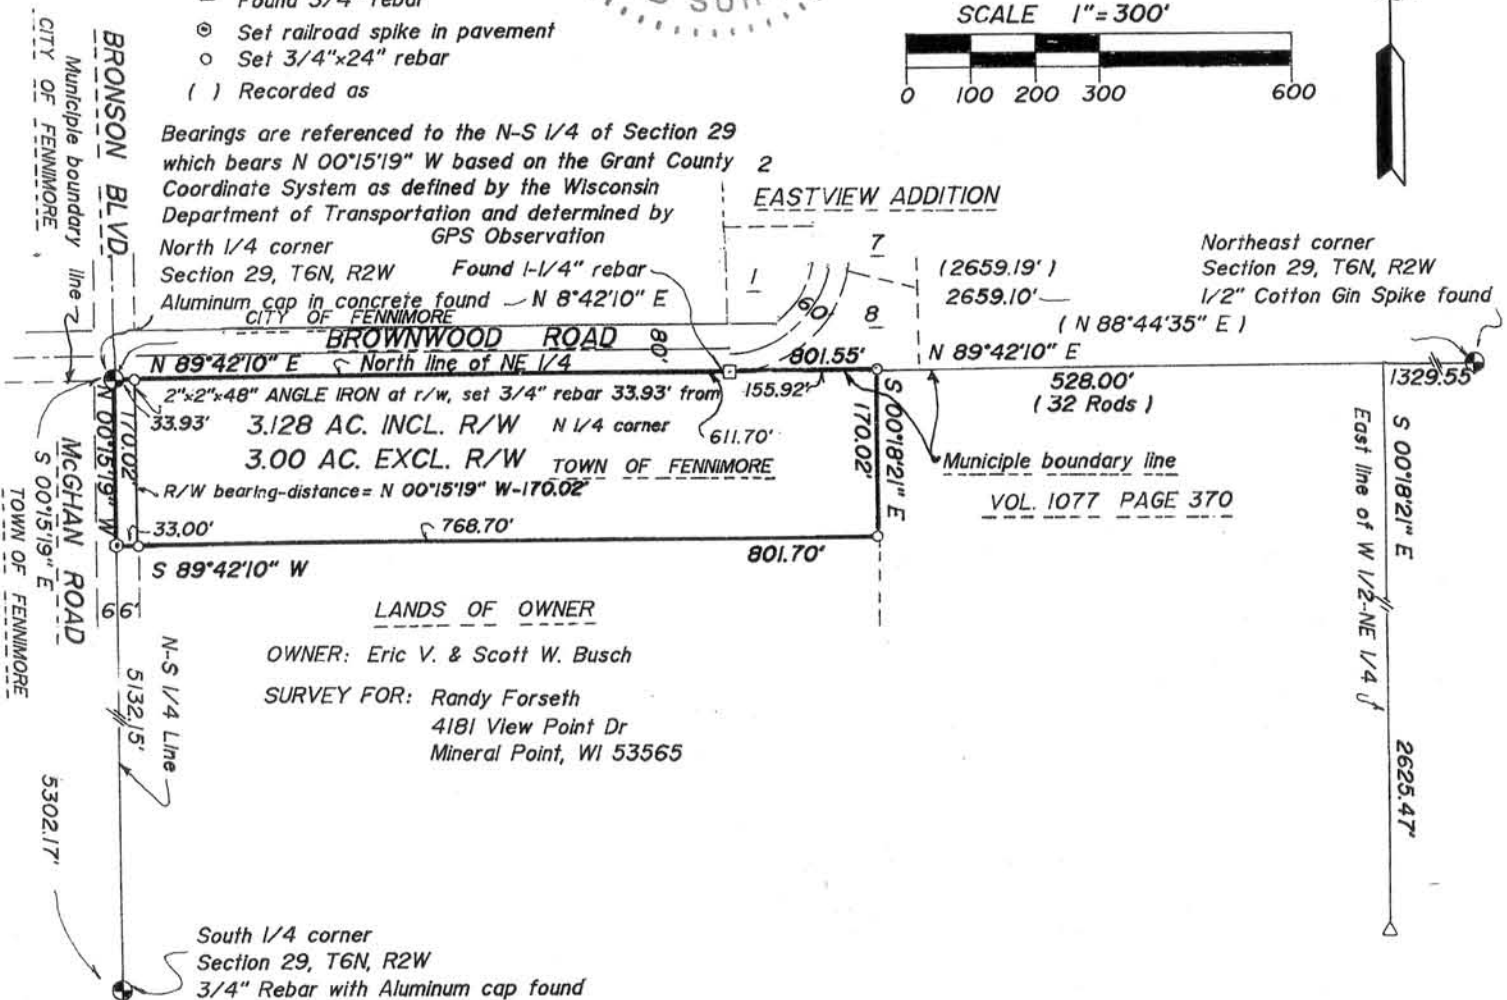 Found 3/4" rebar
Set railroad spike in pavement
Set 3/4"x24" rebar
( ) Recorded as
SCALE 1"=300'
0 100 200 300 600
Bearings are referenced to the N-S 1/4 of Section 29
which bears N 00°15'19" W based on the Grant County
Coordinate System as defined by the Wisconsin
Department of Transportation and determined by
GPS Observation
BRONSON BLVD.
Municiple boundary line
CITY OF FENNIMORE
2
EASTVIEW ADDITION
7
1
8
60'
North 1/4 corner
Section 29, T6N, R2W
Aluminum cap in concrete found
Found 1-1/4" rebar
N 8°42'10" E
(2659.19')
2659.10'
( N 88°44'35" E )
Northeast corner
Section 29, T6N, R2W
1/2" Cotton Gin Spike found
CITY OF FENNIMORE
BROWNWOOD ROAD
80'
N 89°42'10" E
North line of NE 1/4
801.55'
N 89°42'10" E
2"x2"x48" ANGLE IRON at r/w, set 3/4" rebar 33.93' from
N 1/4 corner
155.92'
528.00'
( 32 Rods )
1329.55'
33.93'
3.128 AC. INCL. R/W
611.70'
3.00 AC. EXCL. R/W
TOWN OF FENNIMORE
170.02'
N 00°15'19" W
R/W bearing-distance= N 00°15'19" W-170.02'
170.02'
S 00°18'21" E
Municiple boundary line
VOL. 1077 PAGE 370
33.00'
768.70'
801.70'
S 89°42'10" W
McGHAN ROAD
S 00°15'19" E
TOWN OF FENNIMORE
66'
N-S 1/4 Line
5132.15'
5302.17'
LANDS OF OWNER
OWNER: Eric V. & Scott W. Busch
SURVEY FOR: Randy Forseth
4181 View Point Dr
Mineral Point, WI 53565
East line of W 1/2-NE 1/4
S 00°18'21" E
2625.47'
South 1/4 corner
Section 29, T6N, R2W
3/4" Rebar with Aluminum cap found